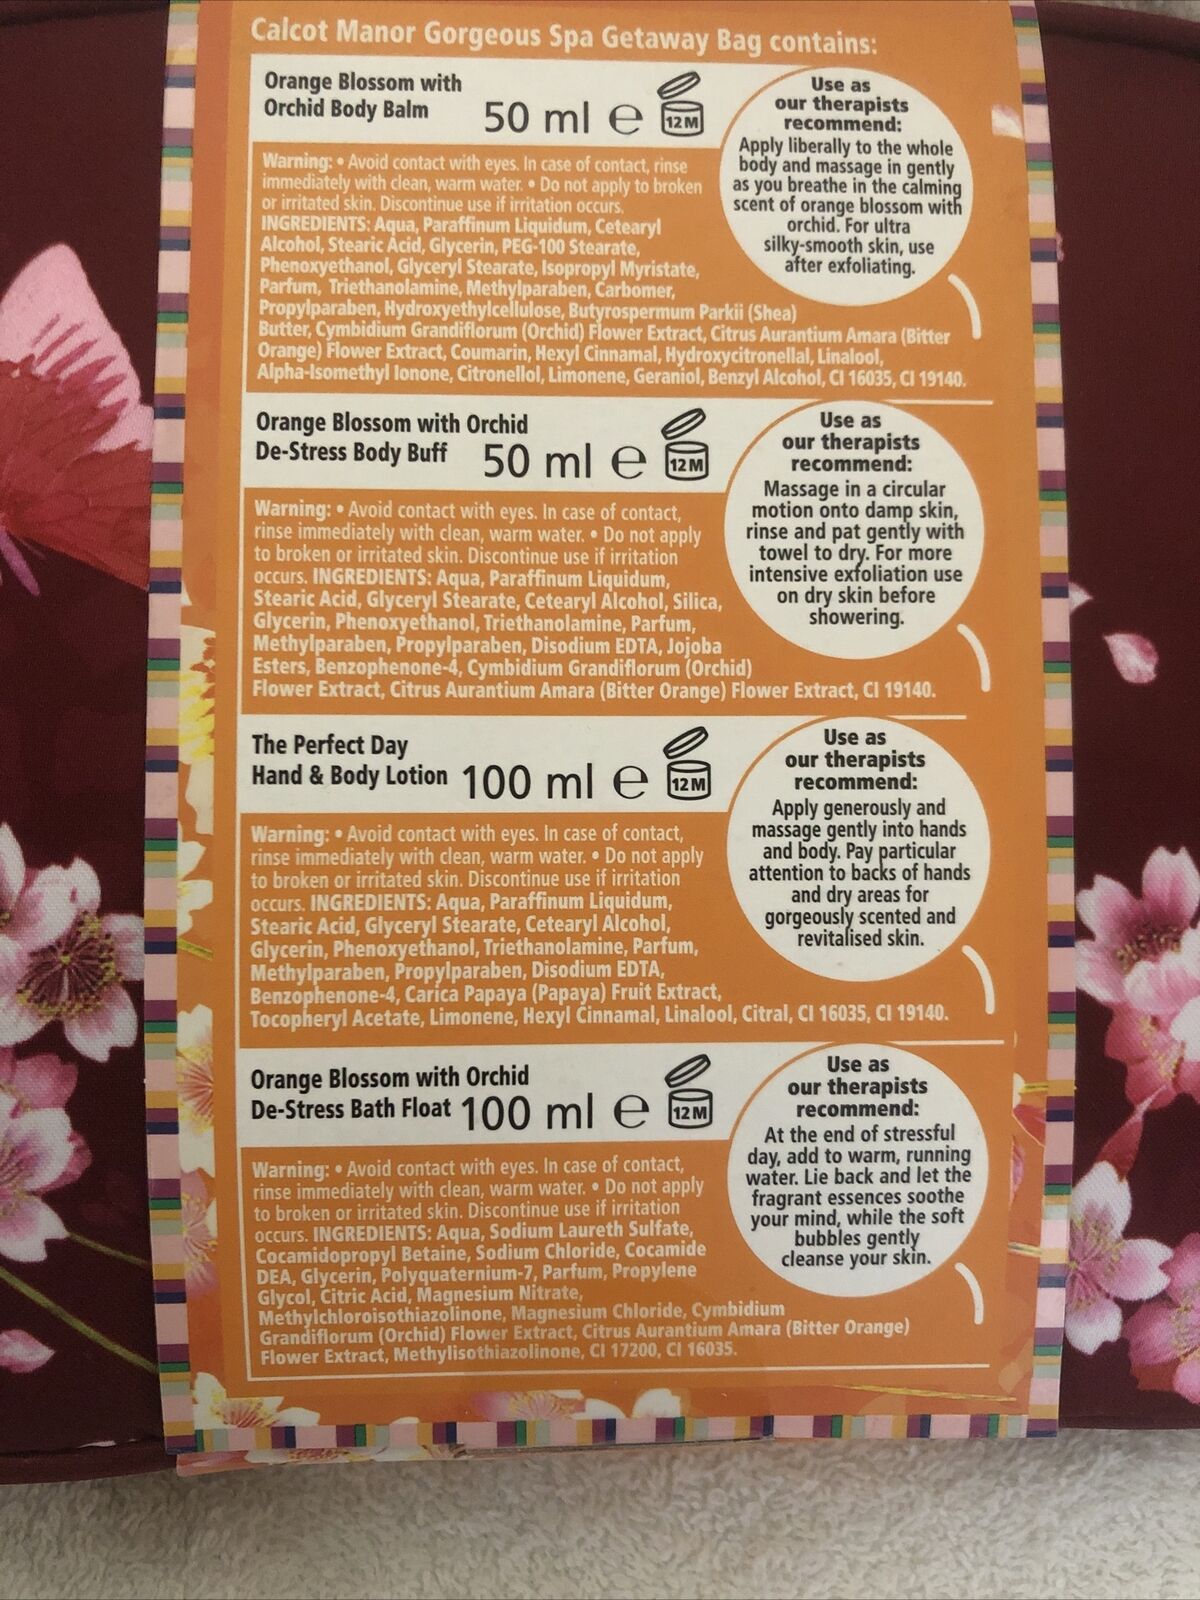 Calcot Manor Gorgeous Spa Getaway Bag contains:
Orange Blossom with
Orchid Body Balm
50 ml ℮
12M
Use as
our therapists
recommend:
Apply liberally to the whole
body and massage in gently
as you breathe in the calming
scent of orange blossom with
orchid. For ultra
silky-smooth skin, use
after exfoliating.
Warning: • Avoid contact with eyes. In case of contact, rinse
immediately with clean, warm water. • Do not apply to broken
or irritated skin. Discontinue use if irritation occurs.
INGREDIENTS: Aqua, Paraffinum Liquidum, Cetearyl
Alcohol, Stearic Acid, Glycerin, PEG-100 Stearate,
Phenoxyethanol, Glyceryl Stearate, Isopropyl Myristate,
Parfum, Triethanolamine, Methylparaben, Carbomer,
Propylparaben, Hydroxyethylcellulose, Butyrospermum Parkii (Shea)
Butter, Cymbidium Grandiflorum (Orchid) Flower Extract, Citrus Aurantium Amara (Bitter
Orange) Flower Extract, Coumarin, Hexyl Cinnamal, Hydroxycitronellal, Linalool,
Alpha-Isomethyl Ionone, Citronellol, Limonene, Geraniol, Benzyl Alcohol, CI 16035, CI 19140.
Orange Blossom with Orchid
De-Stress Body Buff
50 ml ℮
12M
Use as
our therapists
recommend:
Massage in a circular
motion onto damp skin,
rinse and pat gently with
towel to dry. For more
intensive exfoliation use
on dry skin before
showering.
Warning: • Avoid contact with eyes. In case of contact,
rinse immediately with clean, warm water. • Do not apply
to broken or irritated skin. Discontinue use if irritation
occurs. INGREDIENTS: Aqua, Paraffinum Liquidum,
Stearic Acid, Glyceryl Stearate, Cetearyl Alcohol, Silica,
Glycerin, Phenoxyethanol, Triethanolamine, Parfum,
Methylparaben, Propylparaben, Disodium EDTA, Jojoba
Esters, Benzophenone-4, Cymbidium Grandiflorum (Orchid)
Flower Extract, Citrus Aurantium Amara (Bitter Orange) Flower Extract, CI 19140.
The Perfect Day
Hand & Body Lotion
100 ml ℮
12M
Use as
our therapists
recommend:
Apply generously and
massage gently into hands
and body. Pay particular
attention to backs of hands
and dry areas for
gorgeously scented and
revitalised skin.
Warning: • Avoid contact with eyes. In case of contact,
rinse immediately with clean, warm water. • Do not apply
to broken or irritated skin. Discontinue use if irritation
occurs. INGREDIENTS: Aqua, Paraffinum Liquidum,
Stearic Acid, Glyceryl Stearate, Cetearyl Alcohol,
Glycerin, Phenoxyethanol, Triethanolamine, Parfum,
Methylparaben, Propylparaben, Disodium EDTA,
Benzophenone-4, Carica Papaya (Papaya) Fruit Extract,
Tocopheryl Acetate, Limonene, Hexyl Cinnamal, Linalool, Citral, CI 16035, CI 19140.
Orange Blossom with Orchid
De-Stress Bath Float
100 ml ℮
12M
Use as
our therapists
recommend:
At the end of stressful
day, add to warm, running
water. Lie back and let the
fragrant essences soothe
your mind, while the soft
bubbles gently
cleanse your skin.
Warning: • Avoid contact with eyes. In case of contact,
rinse immediately with clean, warm water. • Do not apply
to broken or irritated skin. Discontinue use if irritation
occurs. INGREDIENTS: Aqua, Sodium Laureth Sulfate,
Cocamidopropyl Betaine, Sodium Chloride, Cocamide
DEA, Glycerin, Polyquaternium-7, Parfum, Propylene
Glycol, Citric Acid, Magnesium Nitrate,
Methylchloroisothiazolinone, Magnesium Chloride, Cymbidium
Grandiflorum (Orchid) Flower Extract, Citrus Aurantium Amara (Bitter Orange)
Flower Extract, Methylisothiazolinone, CI 17200, CI 16035.